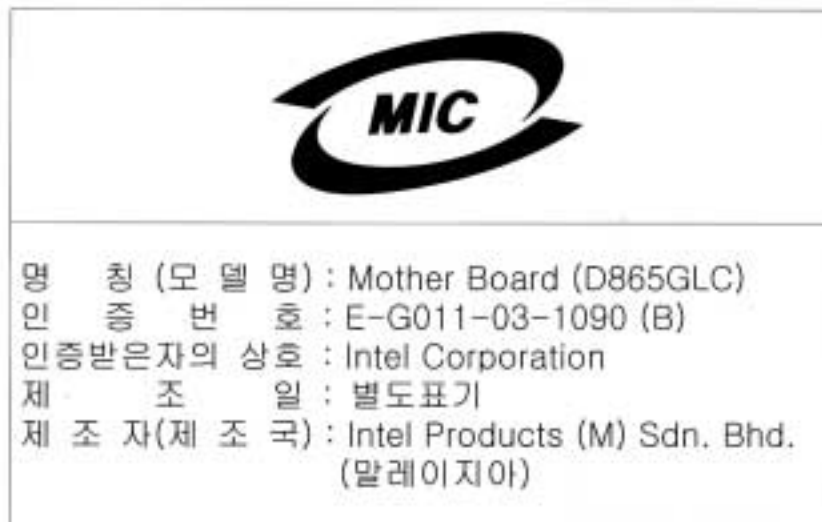 MIC
명 칭 (모 델 명) : Mother Board (D865GLC)
인 증 번 호 : E-G011-03-1090 (B)
인증받은자의 상호 : Intel Corporation
제 조 일 : 별도표기
제 조 자(제 조 국) : Intel Products (M) Sdn. Bhd.
(말레이지아)